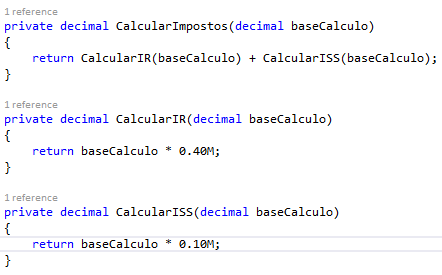 1 reference
private decimal CalcularImpostos(decimal baseCalculo)
{
    return CalcularIR(baseCalculo) + CalcularISS(baseCalculo);
}
1 reference
private decimal CalcularIR(decimal baseCalculo)
{
    return baseCalculo * 0.40M;
}
1 reference
private decimal CalcularISS(decimal baseCalculo)
{
    return baseCalculo * 0.10M;
}